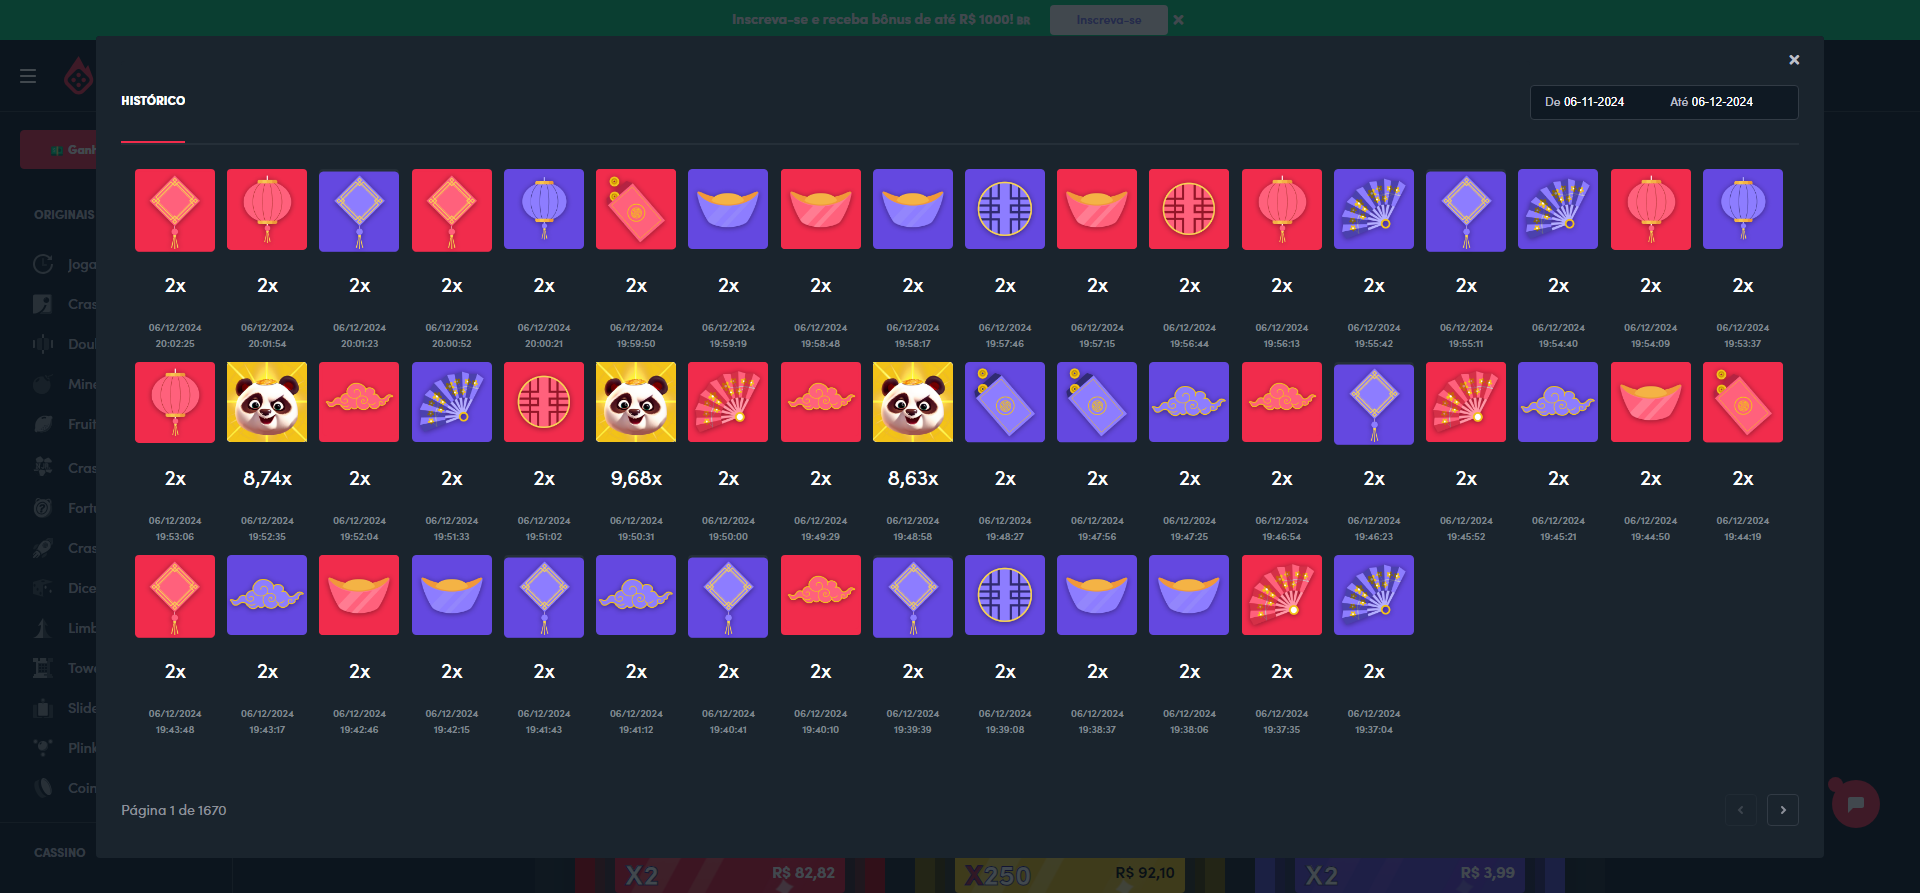 Inscreva-se e receba bônus de até R$ 1000! BR
Inscreva-se
HISTÓRICO
De 06-11-2024 Até 06-12-2024
Ganh
ORIGINAIS
Joga
Cras
Doul
Mine
Fruit
Cras
Fortu
Cras
Dice
Limb
Towe
Slide
Plink
Coin
CASSINO
2x 2x 2x 2x 2x 2x 2x 2x 2x 2x 2x 2x 2x 2x 2x 2x 2x 2x
06/12/2024 06/12/2024 06/12/2024 06/12/2024 06/12/2024 06/12/2024 06/12/2024 06/12/2024 06/12/2024 06/12/2024 06/12/2024 06/12/2024 06/12/2024 06/12/2024 06/12/2024 06/12/2024 06/12/2024 06/12/2024
20:02:25 20:01:54 20:01:23 20:00:52 20:00:21 19:59:50 19:59:19 19:58:48 19:58:17 19:57:46 19:57:15 19:56:44 19:56:13 19:55:42 19:55:11 19:54:40 19:54:09 19:53:37
2x 8,74x 2x 2x 2x 9,68x 2x 2x 8,63x 2x 2x 2x 2x 2x 2x 2x 2x 2x
06/12/2024 06/12/2024 06/12/2024 06/12/2024 06/12/2024 06/12/2024 06/12/2024 06/12/2024 06/12/2024 06/12/2024 06/12/2024 06/12/2024 06/12/2024 06/12/2024 06/12/2024 06/12/2024 06/12/2024 06/12/2024
19:53:06 19:52:35 19:52:04 19:51:33 19:51:02 19:50:31 19:50:00 19:49:29 19:48:58 19:48:27 19:47:56 19:47:25 19:46:54 19:46:23 19:45:52 19:45:21 19:44:50 19:44:19
2x 2x 2x 2x 2x 2x 2x 2x 2x 2x 2x 2x 2x 2x
06/12/2024 06/12/2024 06/12/2024 06/12/2024 06/12/2024 06/12/2024 06/12/2024 06/12/2024 06/12/2024 06/12/2024 06/12/2024 06/12/2024 06/12/2024 06/12/2024
19:43:48 19:43:17 19:42:46 19:42:15 19:41:43 19:41:12 19:40:41 19:40:10 19:39:39 19:39:08 19:38:37 19:38:06 19:37:35 19:37:04
Página 1 de 1670
X2 R$ 82,82 X250 R$ 92,10 X2 R$ 3,99